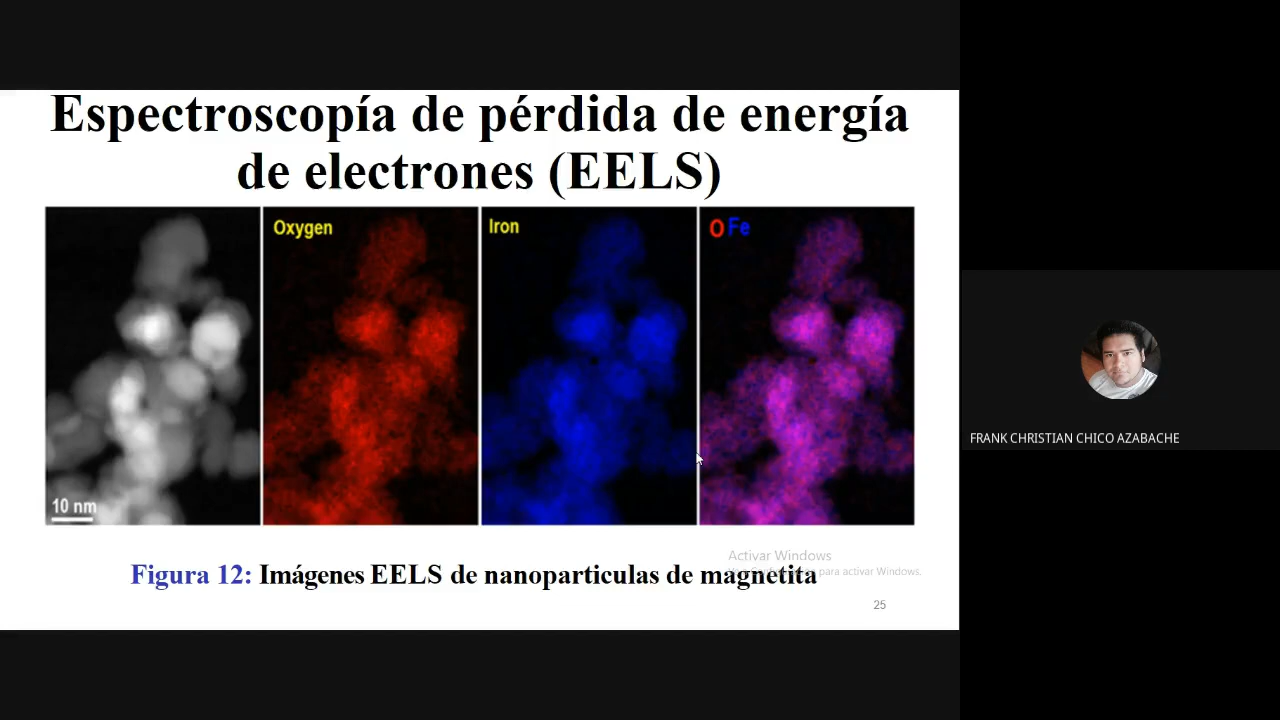 Espectroscopía de pérdida de energía
de electrones (EELS)
Oxygen
Iron
O Fe
10 nm
Figura 12: Imágenes EELS de nanoparticulas de magnetita
Activar Windows
para activar Windows.
25
FRANK CHRISTIAN CHICO AZABACHE